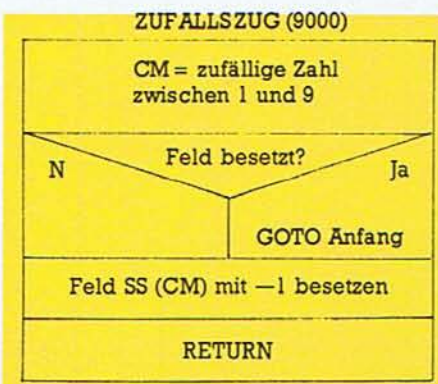 ZUFALLSZUG (9000)
CM = zufällige Zahl
zwischen 1 und 9
Feld besetzt?
N
Ja
GOTO Anfang
Feld SS (CM) mit —1 besetzen
RETURN